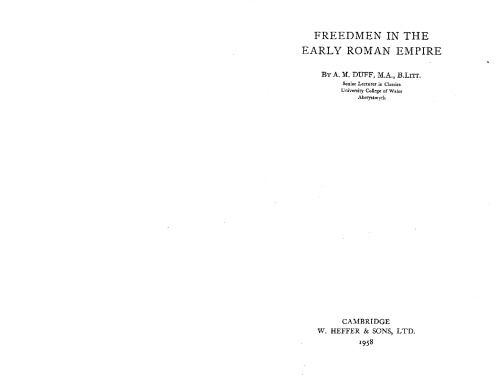 FREEDMEN IN THE
EARLY ROMAN EMPIRE
BY A. M. DUFF, M.A., B.LITT.
Senior Lecturer in Classics
University College of Wales
Aberystwyth
CAMBRIDGE
W. HEFFER & SONS, LTD.
1958